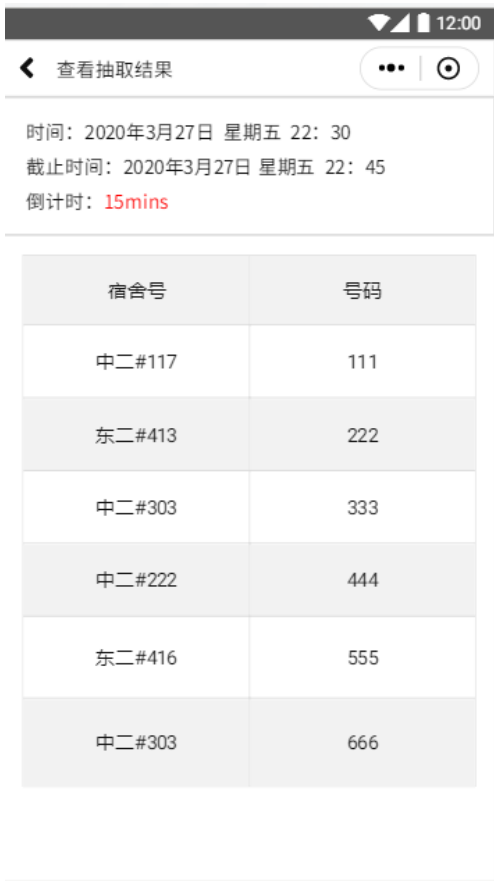 12:00
查看抽取结果
时间：2020年3月27日 星期五 22：30
截止时间：2020年3月27日 星期五 22：45
倒计时：15mins
宿舍号 号码
中二#117 111
东二#413 222
中二#303 333
中二#222 444
东二#416 555
中二#303 666